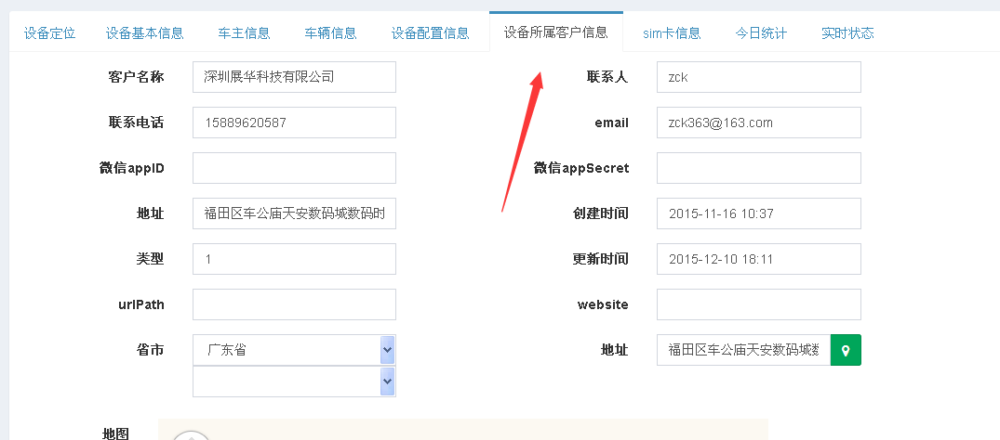 设备定位 设备基本信息 车主信息 车辆信息 设备配置信息 设备所属客户信息 sim卡信息 今日统计 实时状态
客户名称 深圳展华科技有限公司 联系人 zck
联系电话 15889620587 email zck363@163.com
微信appID 微信appSecret
地址 福田区车公庙天安数码城数码时 创建时间 2015-11-16 10:37
类型 1 更新时间 2015-12-10 18:11
urlPath website
省市 广东省 地址 福田区车公庙天安数码城
地图